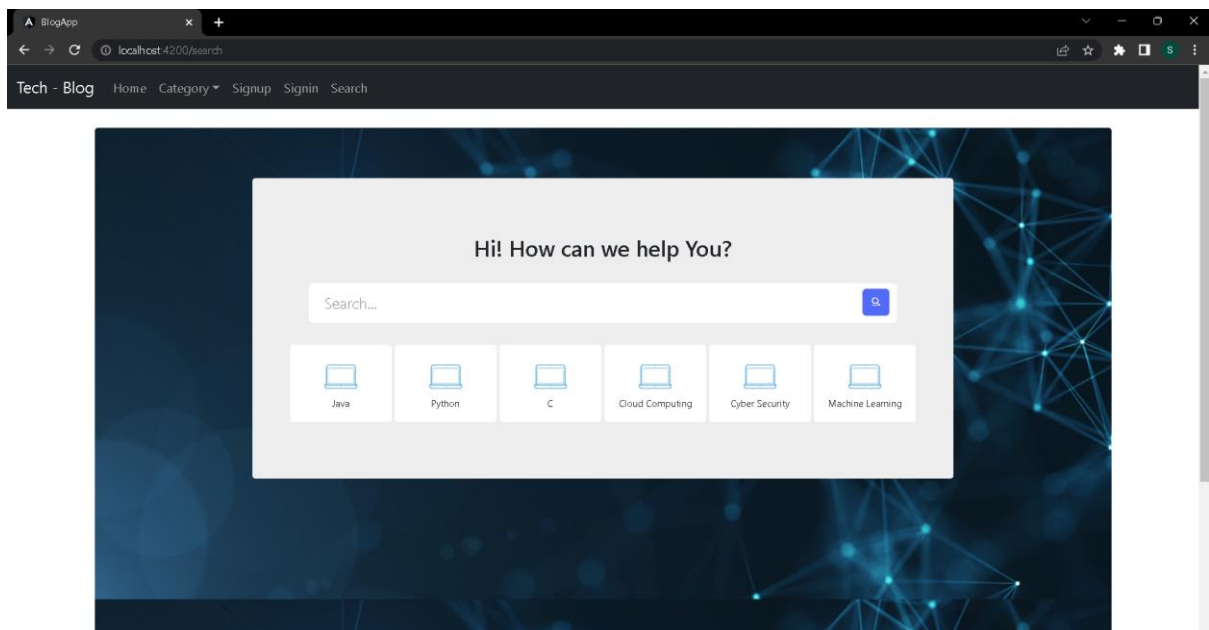 BlogApp
localhost:4200/search
S
Tech - Blog Home Category Signup Signin Search
Hi! How can we help You?
Search...
Java Python C Cloud Computing Cyber Security Machine Learning